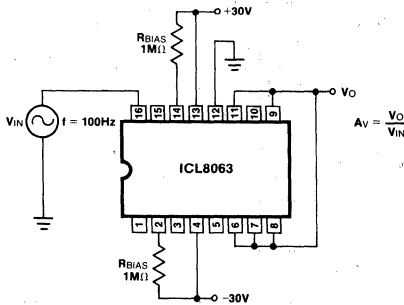 +30V
RBIAS
1MΩ
16
15
14
13
12
11
10
9
VO
VIN
f = 100Hz
AV = VO
VIN
ICL8063
1
2
3
4
5
6
7
8
RBIAS
1MΩ
−30V